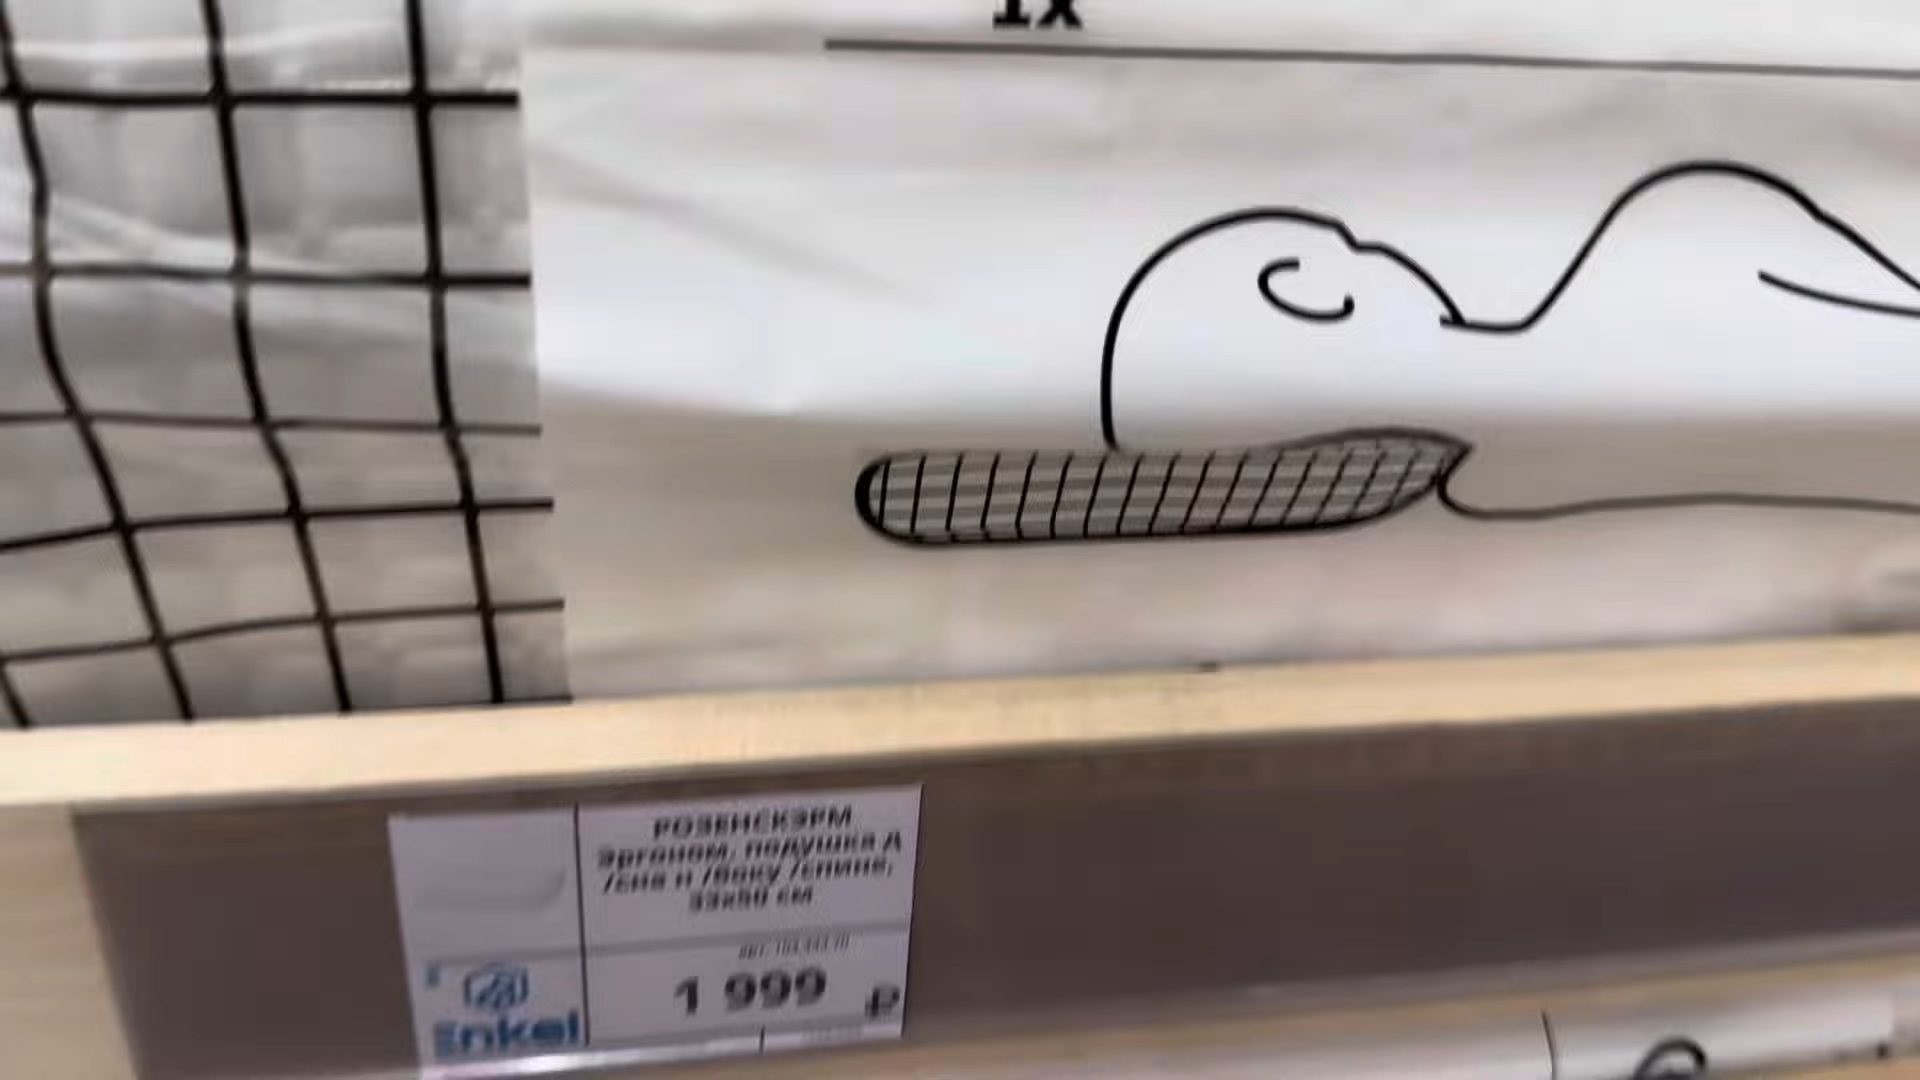 1x
РОЗЕНСКЭРМ
Эргоном. подушка д
/сна н /боку /спине,
33x50 см
1 999 ₽
Enkel